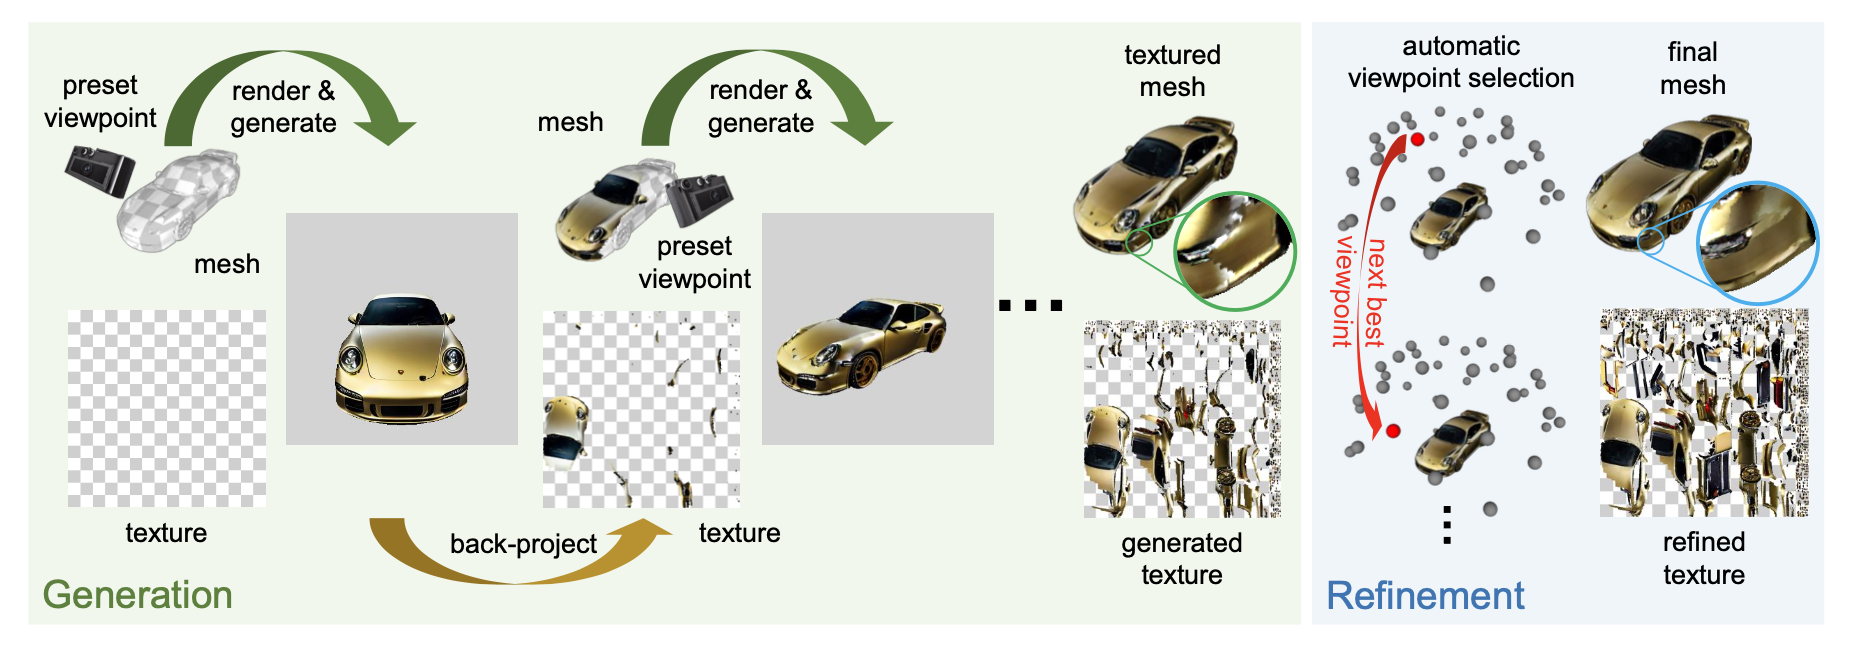 preset
viewpoint
render &
generate
mesh
texture
back-project
mesh
render &
generate
preset
viewpoint
texture
textured
mesh
generated
texture
Generation
automatic
viewpoint selection
next best
viewpoint
final
mesh
refined
texture
Refinement